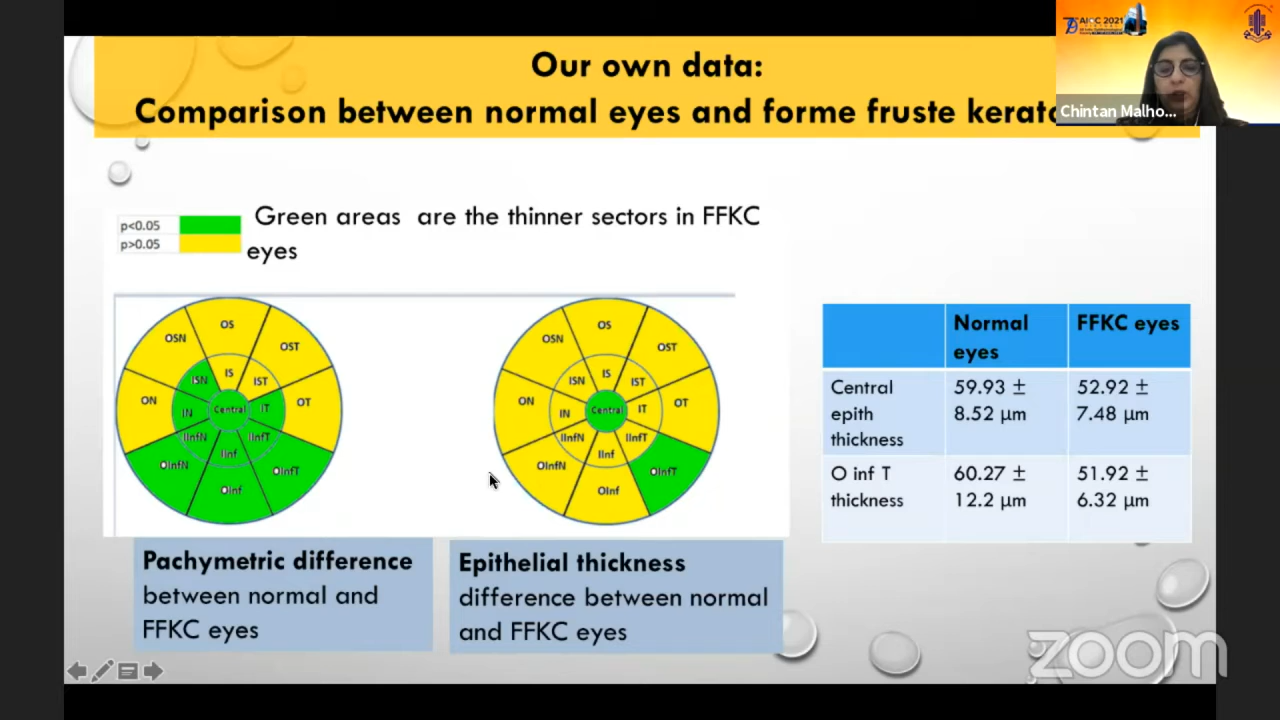 Our own data:
Comparison between normal eyes and forme fruste
AIOC 2021
Chintan Malho...
p<0.05
p>0.05
Green areas are the thinner sectors in FFKC
eyes
OS
OSN
OST
ISN
IS
IST
ON
IN
Central
IT
OT
IInfN
IInf
IInfT
OInfN
OInf
OInfT
OS
OSN
OST
ISN
IS
IST
ON
IN
Central
IT
OT
IInfN
IInf
IInfT
OInfN
OInf
OInfT
Pachymetric difference
between normal and
FFKC eyes
Epithelial thickness
difference between normal
and FFKC eyes
Normal
eyes
FFKC eyes
Central
epith
thickness
59.93 ±
8.52 µm
52.92 ±
7.48 µm
O inf T
thickness
60.27 ±
12.2 µm
51.92 ±
6.32 µm
zoom